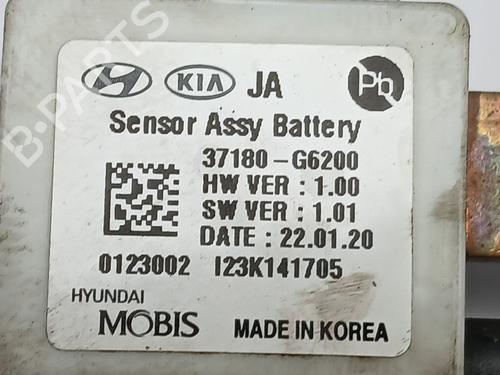 KIA JA Pb
Sensor Assy Battery
37180-G6200
HW VER : 1.00
SW VER : 1.01
DATE : 22.01.20
0123002 I23K141705
HYUNDAI
MOBIS MADE IN KOREA
B-PARTS